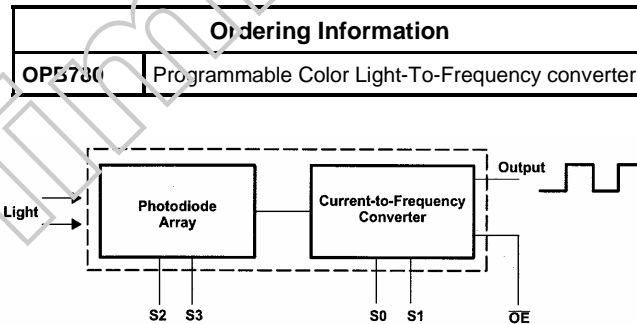 Ordering Information
OPB780 Programmable Color Light-To-Frequency converter
Output
Light
Photodiode
Array
Current-to-Frequency
Converter
S2 S3 S0 S1 OE